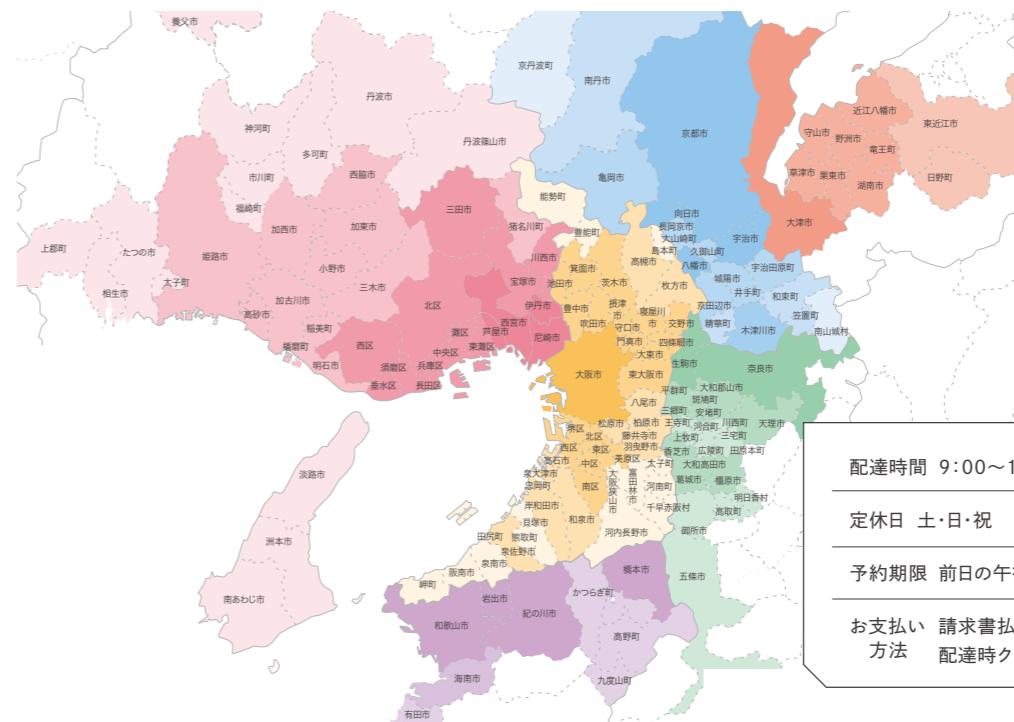 養父市
京丹波町
南丹市
丹波市
神河町
多可町
丹波篠山市
京都市
近江八幡市
守山市
野洲市
東近江市
竜王町
草津市
栗東市
湖南市
日野町
大津市
市川町
西脇市
亀岡市
能勢町
福崎町
三田市
猪名川町
豊能町
向日市
長岡京市
大山崎町
島本町
宇治市
久御山町
上郡町
たつの市
姫路市
加西市
加東市
川西市
箕面市
高槻市
八幡市
宇治田原町
相生市
太子町
小野市
三木市
宝塚市
池田市
茨木市
枚方市
城陽市
井手町
和東町
加古川市
北区
伊丹市
豊中市
摂津市
寝屋川市
交野市
京田辺市
笠置町
高砂市
稲美町
西宮市
吹田市
守口市
精華町
木津川市
南山城村
播磨町
西区
灘区
芦屋市
尼崎市
門真市
四條畷市
明石市
須磨区
兵庫区
中央区
東灘区
大東市
生駒市
奈良市
垂水区
長田区
大阪市
東大阪市
平群町
大和郡山市
斑鳩町
安堵町
八尾市
三郷町
松原市
柏原市
王寺町
河合町
川西町
天理市
堺区
北区
藤井寺市
上牧町
三宅町
西区
東区
羽曳野市
香芝市
広陵町
田原本町
高石市
中区
美原区
太子町
大和高田市
泉大津市
忠岡町
南区
大阪狭山市
富田林市
河南町
葛城市
橿原市
明日香村
岸和田市
千早赤阪村
高取町
貝塚市
和泉市
河内長野市
御所市
田尻町
熊取町
泉佐野市
泉南市
阪南市
岬町
淡路市
洲本市
南あわじ市
橋本市
五條市
かつらぎ町
岩出市
紀の川市
和歌山市
高野町
海南市
九度山町
有田市
配達時間 9:00〜1
定休日 土・日・祝
予約期限 前日の午
お支払い 請求書払
方法 配達時ク